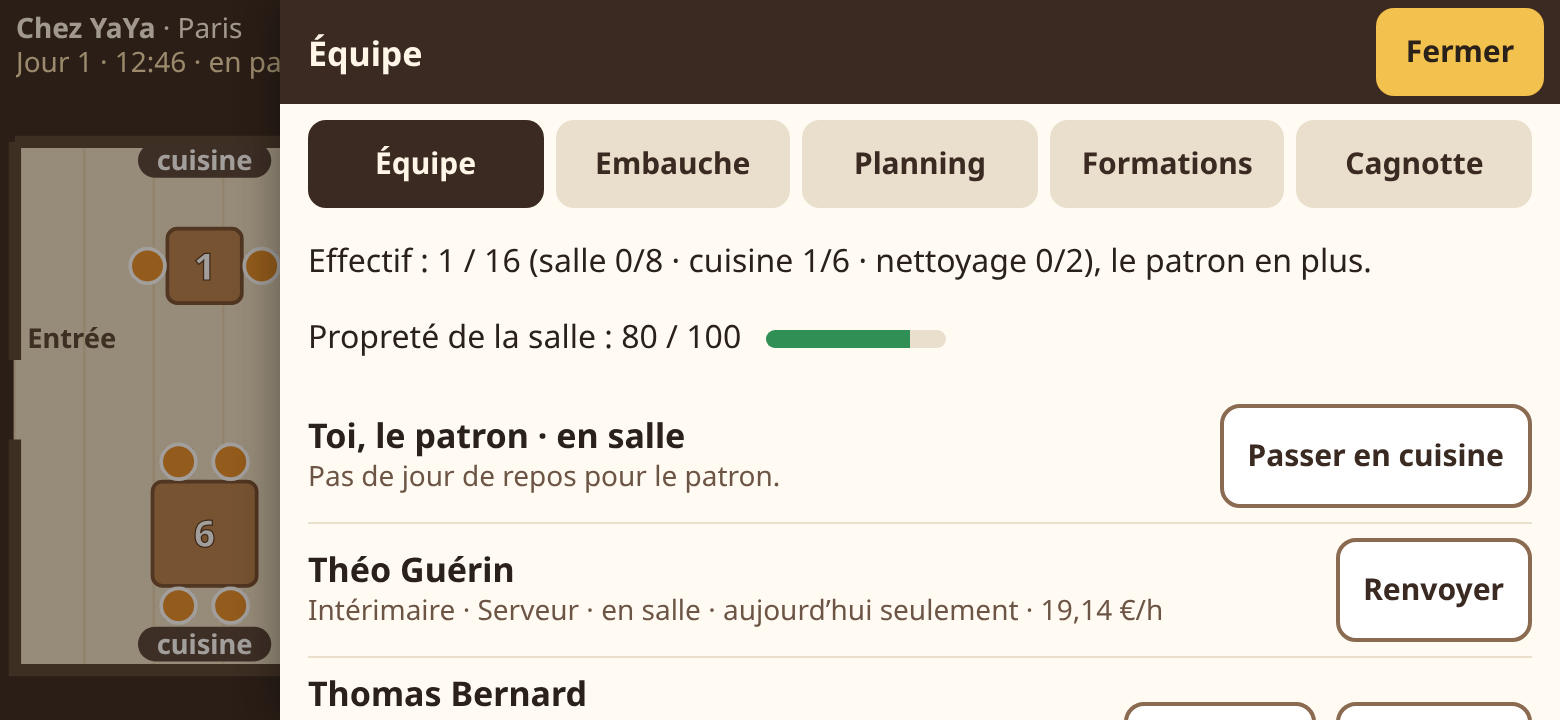 Chez YaYa · Paris
Jour 1 · 12:46 · en
cuisine
1
Entrée
6
cuisine
Équipe
Fermer
Équipe
Embauche
Planning
Formations
Cagnotte
Effectif : 1 / 16 (salle 0/8 · cuisine 1/6 · nettoyage 0/2), le patron en plus.
Propreté de la salle : 80 / 100
Toi, le patron · en salle
Pas de jour de repos pour le patron.
Passer en cuisine
Théo Guérin
Intérimaire · Serveur · en salle · aujourd’hui seulement · 19,14 €/h
Renvoyer
Thomas Bernard